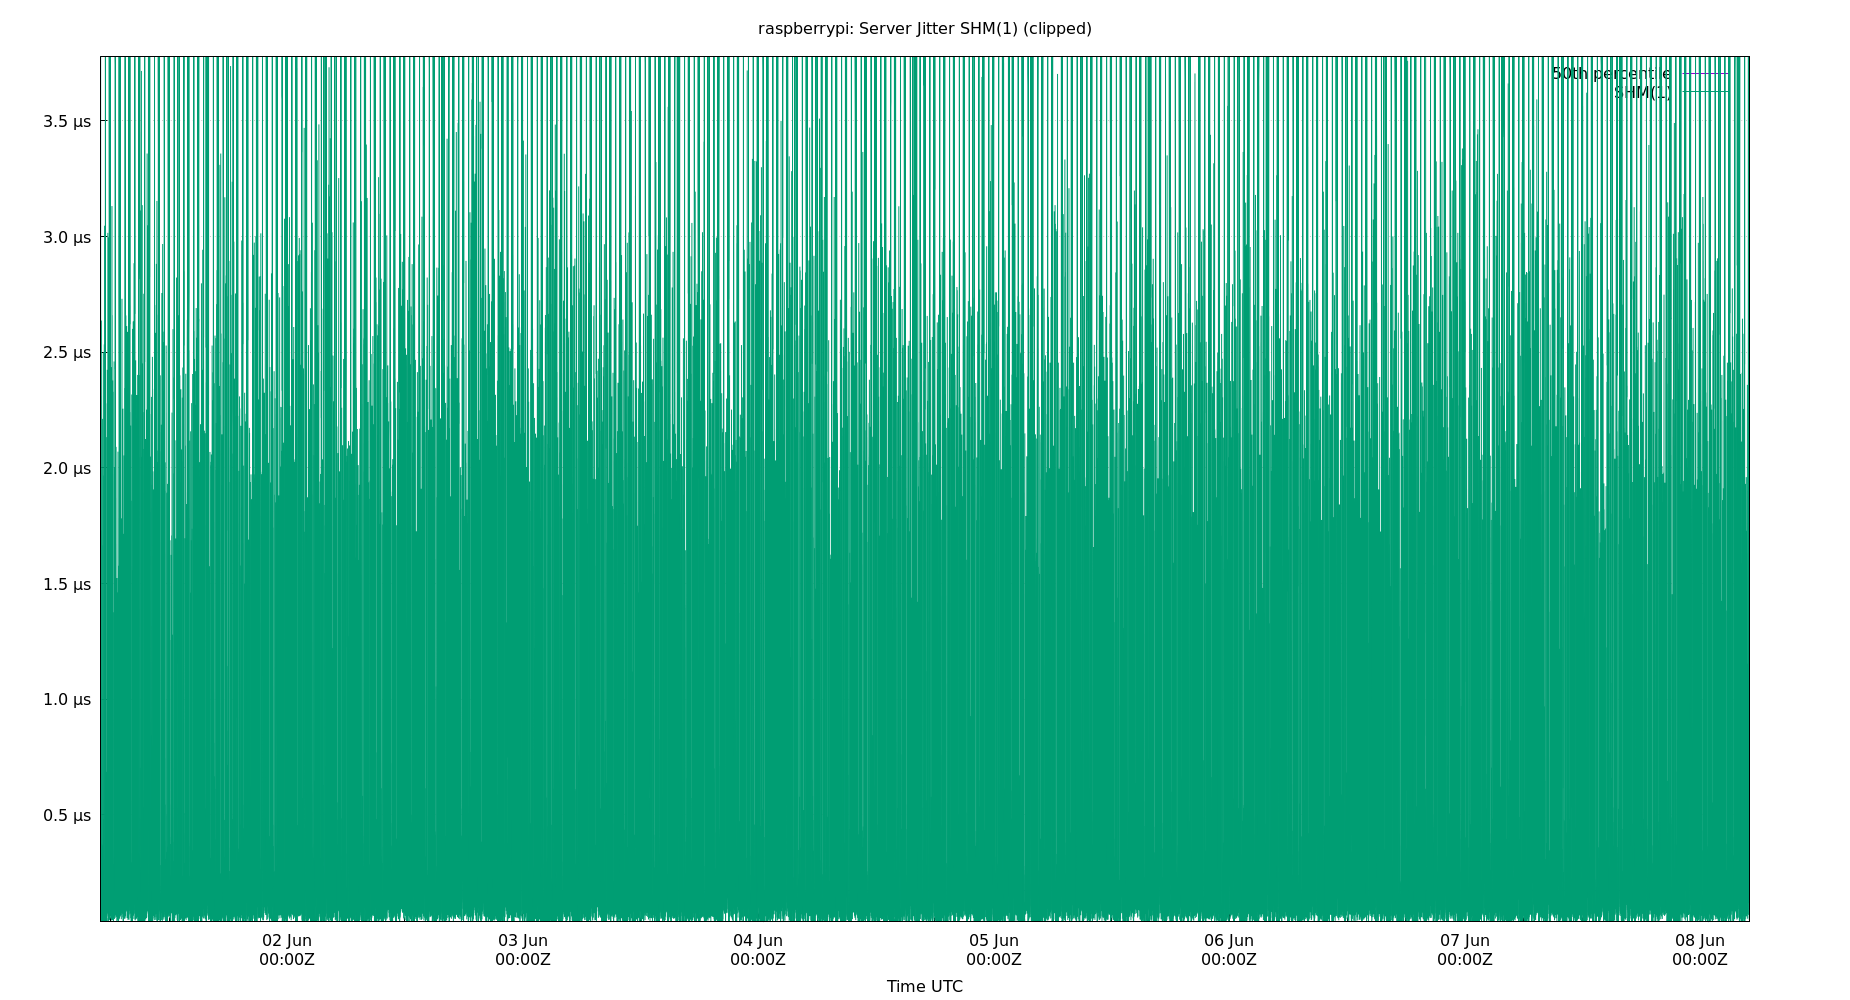 raspberrypi: Server Jitter SHM(1) (clipped)
50th percentile
SHM(1)
3.5 µs
3.0 µs
2.5 µs
2.0 µs
1.5 µs
1.0 µs
0.5 µs
02 Jun 03 Jun 04 Jun 05 Jun 06 Jun 07 Jun 08 Jun
00:00Z 00:00Z 00:00Z 00:00Z 00:00Z 00:00Z 00:00Z
Time UTC